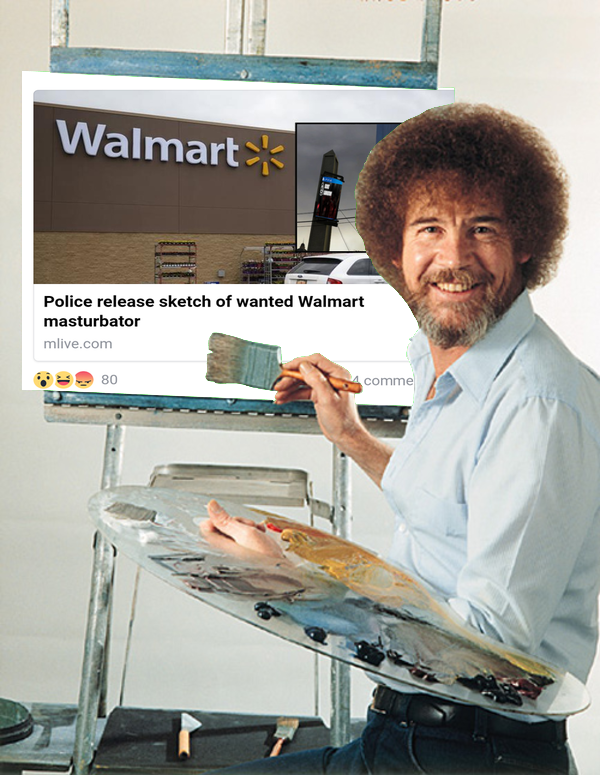 Walmart
Police release sketch of wanted Walmart
masturbator
mlive.com
80
4 comme